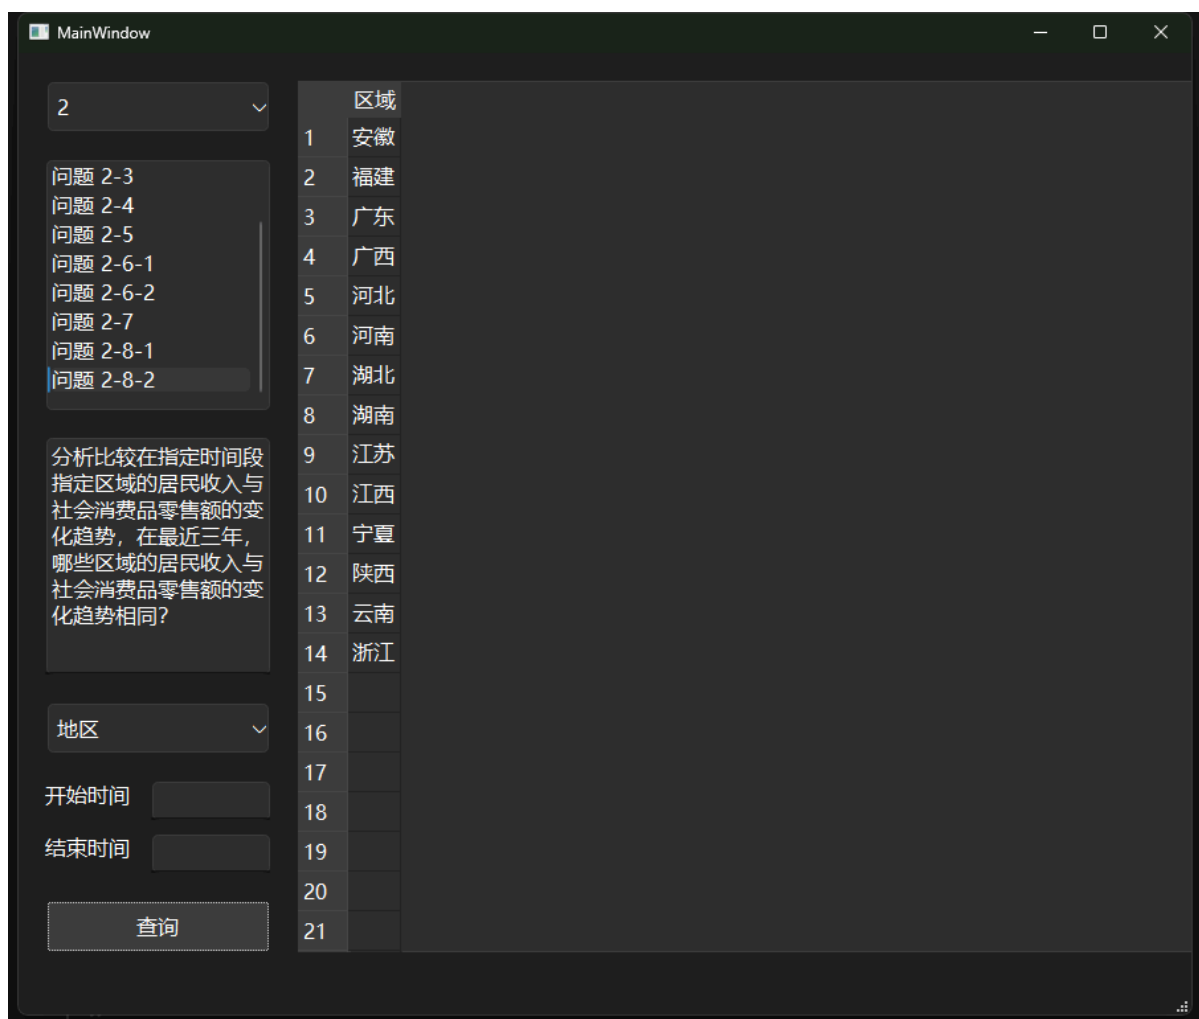 MainWindow
2
问题 2-3
问题 2-4
问题 2-5
问题 2-6-1
问题 2-6-2
问题 2-7
问题 2-8-1
问题 2-8-2
分析比较在指定时间段
指定区域的居民收入与
社会消费品零售额的变
化趋势，在最近三年，
哪些区域的居民收入与
社会消费品零售额的变
化趋势相同？
地区
开始时间
结束时间
查询
区域
1 安徽
2 福建
3 广东
4 广西
5 河北
6 河南
7 湖北
8 湖南
9 江苏
10 江西
11 宁夏
12 陕西
13 云南
14 浙江
15
16
17
18
19
20
21